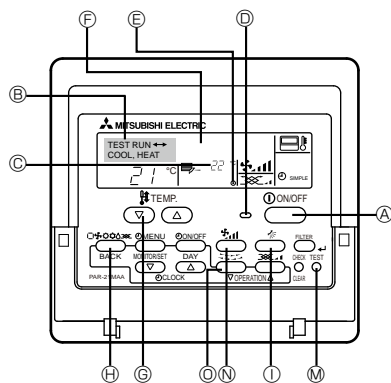 Ⓓ
Ⓔ
Ⓕ
Ⓑ
MITSUBISHI ELECTRIC
TEST RUN
COOL, HEAT
Ⓒ
21 °C
22
SIMPLE
TEMP.
ON/OFF
Ⓐ
MENU
ON/OFF
FILTER
BACK
MONITOR/SET
DAY
CHECK
TEST
PAR-21MAA
CLOCK
OPERATION
CLEAR
Ⓗ
Ⓖ
Ⓞ
Ⓝ
Ⓘ
Ⓜ